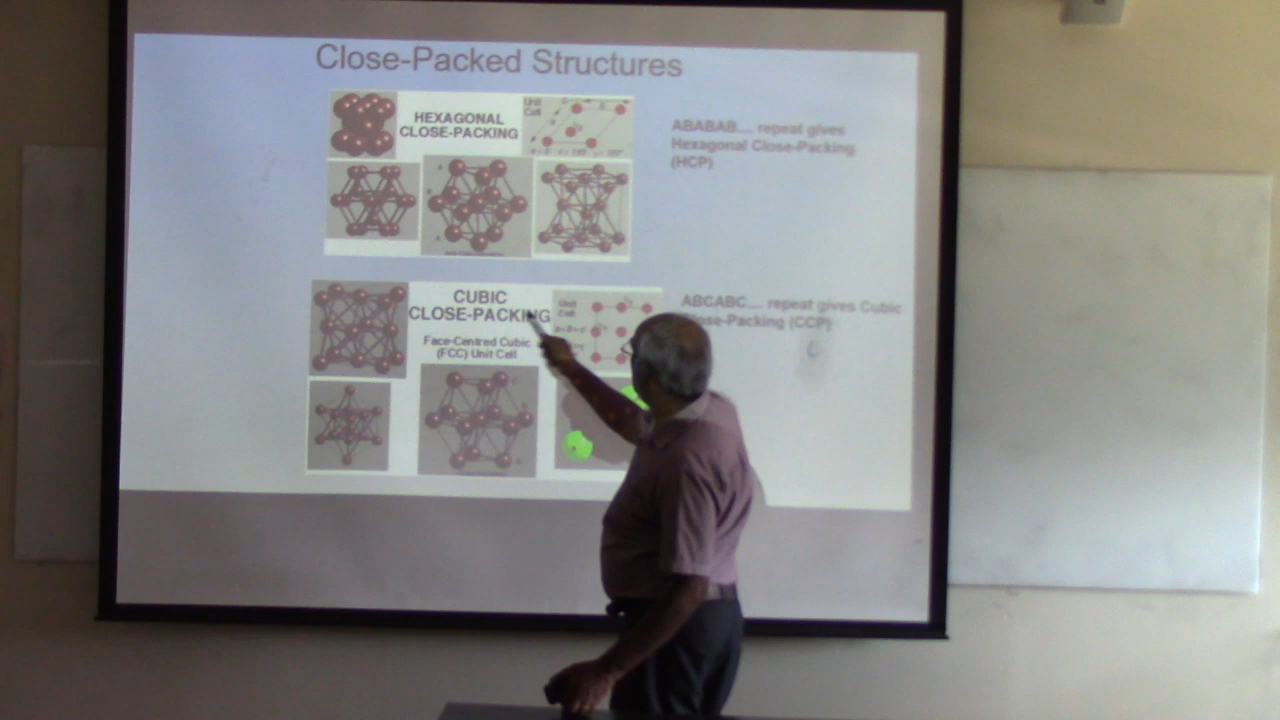 Close-Packed Structures
HEXAGONAL
CLOSE-PACKING
Unit
Cell
ABABAB.... repeat gives
Hexagonal Close-Packing
(HCP)
CUBIC
CLOSE-PACKING
Face-Centred Cubic
(FCC) Unit Cell
Unit
Cell
ABCABC.... repeat gives Cubic
Close-Packing (CCP)